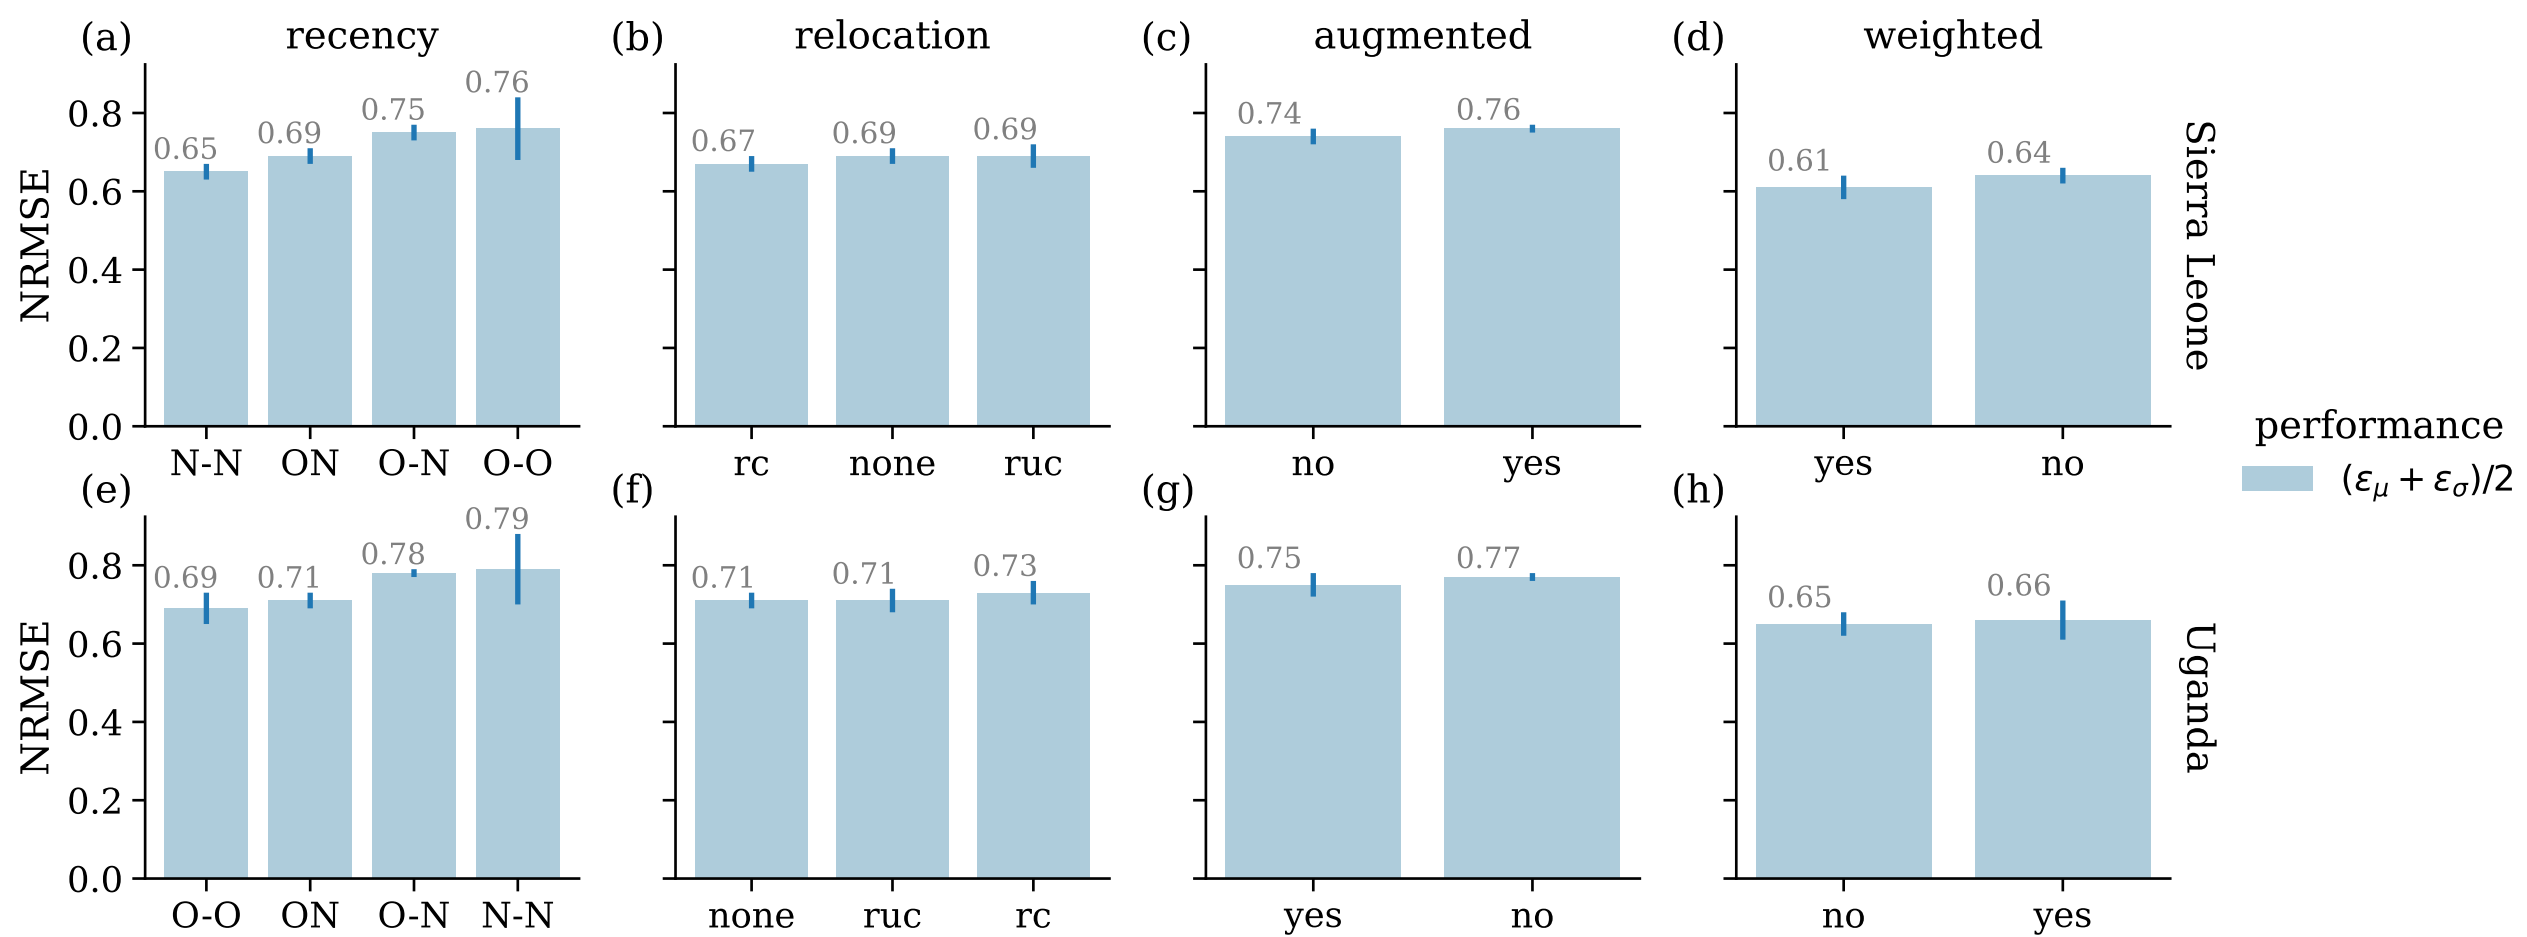 (a) recency (b) relocation (c) augmented (d) weighted
NRMSE
0.8
0.6
0.4
0.2
0.0
0.65 0.69 0.75 0.76
N-N ON O-N O-O
0.67 0.69 0.69
rc none ruc
0.74 0.76
no yes
0.61 0.64
yes no
Sierra Leone
performance
(εμ + εσ)/2
(e) (f) (g) (h)
NRMSE
0.8
0.6
0.4
0.2
0.0
0.69 0.71 0.78 0.79
O-O ON O-N N-N
0.71 0.71 0.73
none ruc rc
0.75 0.77
yes no
0.65 0.66
no yes
Uganda